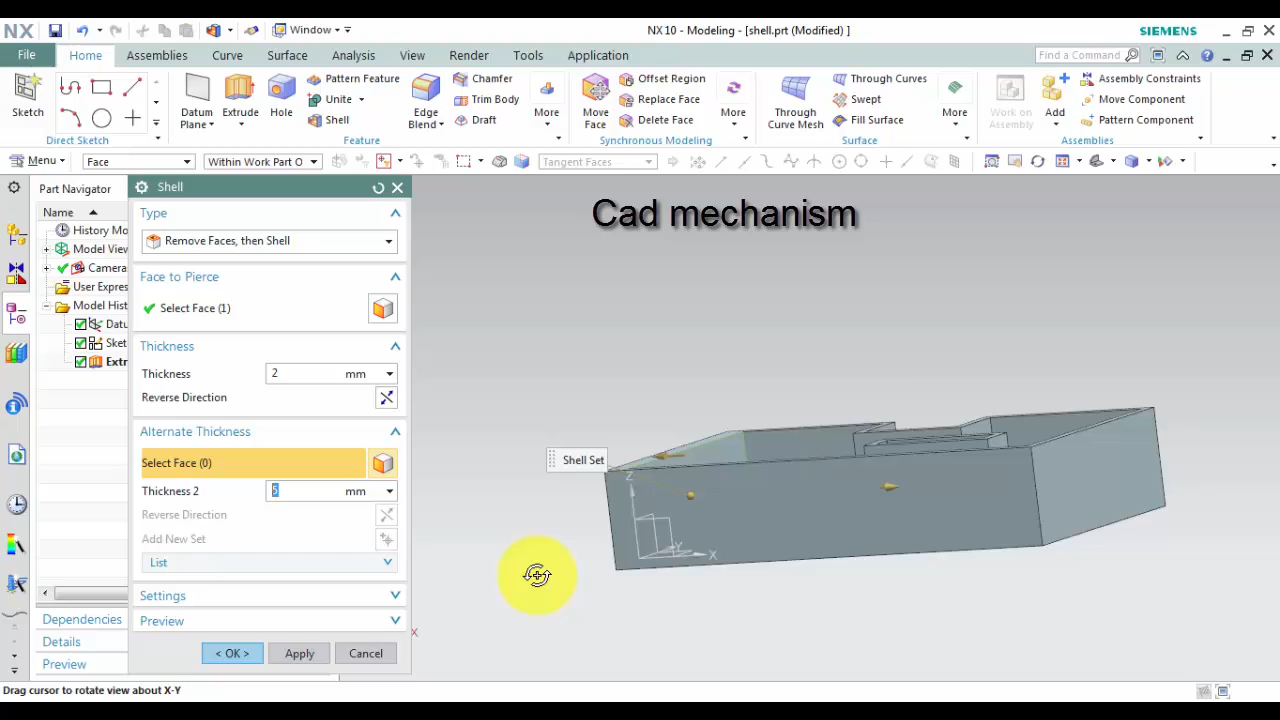 NX
Window
NX 10 - Modeling - [shell.prt (Modified) ]
SIEMENS
File
Home
Assemblies
Curve
Surface
Analysis
View
Render
Tools
Application
Find a Command
Sketch
Direct Sketch
Datum
Plane
Extrude
Hole
Pattern Feature
Unite
Shell
Edge
Blend
Chamfer
Trim Body
Draft
More
Feature
Move
Face
Offset Region
Replace Face
Delete Face
More
Synchronous Modeling
Through
Curve Mesh
Through Curves
Swept
Fill Surface
More
Surface
Work on
Assembly
Add
Assembly Constraints
Move Component
Pattern Component
Assemblies
Menu
Face
Within Work Part O
Tangent Faces
Part Navigator
Name
History Mo
Model View
Camera
User Expres
Model Hist
Datu
Sket
Extr
Dependencies
Details
Preview
Shell
Type
Remove Faces, then Shell
Face to Pierce
Select Face (1)
Thickness
Thickness
2 mm
Reverse Direction
Alternate Thickness
Select Face (0)
Thickness 2
5 mm
Reverse Direction
Add New Set
List
Settings
Preview
< OK >
Apply
Cancel
Cad mechanism
Shell Set
Z
Y
X
X
Drag cursor to rotate view about X-Y